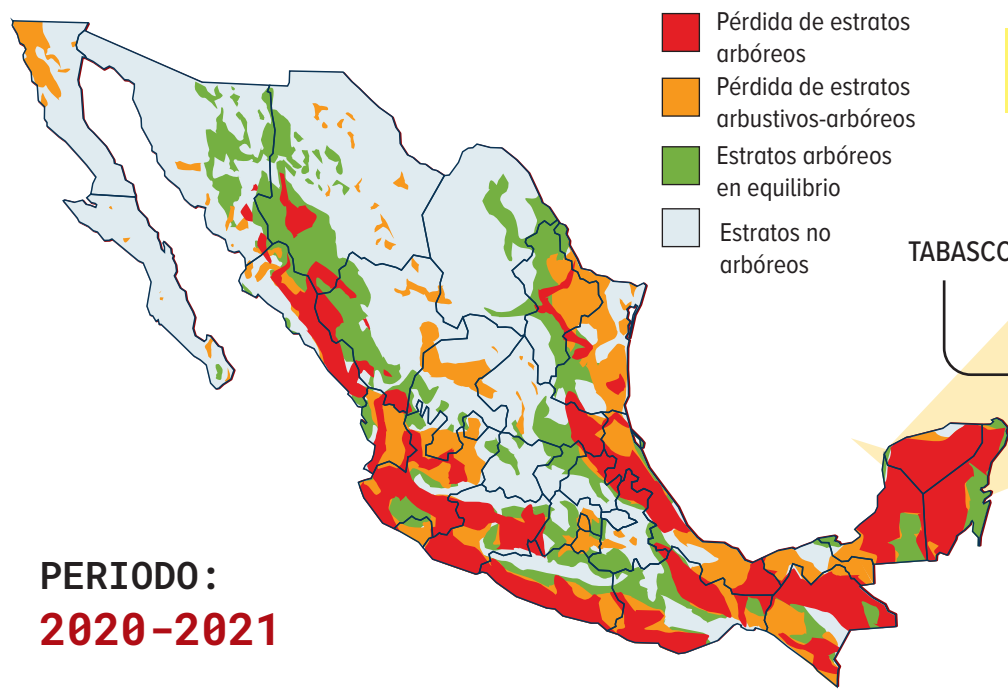 Pérdida de estratos
arbóreos
Pérdida de estratos
arbustivos-arbóreos
Estratos arbóreos
en equilibrio
Estratos no
arbóreos
TABASCO
PERIODO:
2020-2021